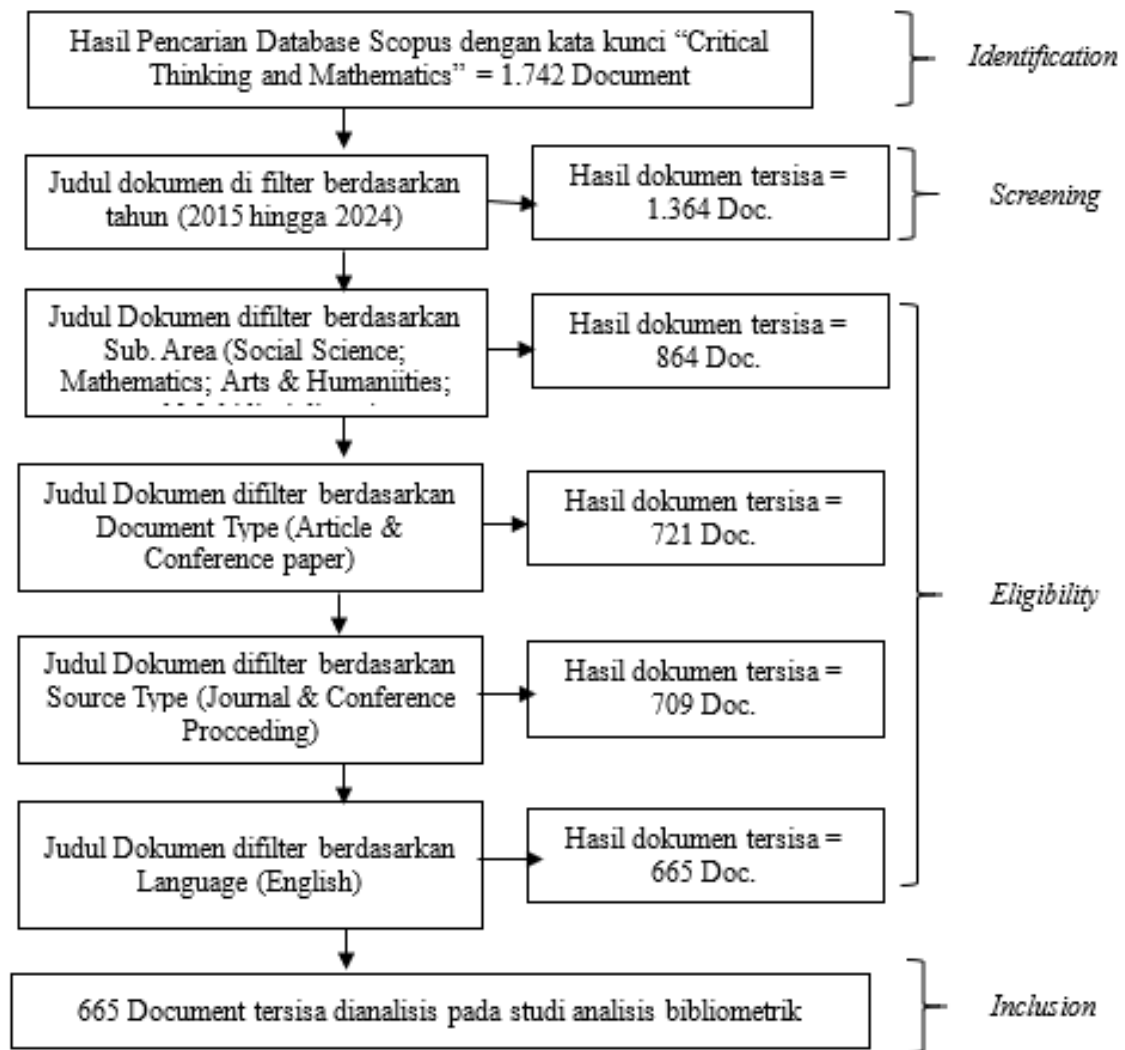 Hasil Pencarian Database Scopus dengan kata kunci “Critical
Thinking and Mathematics” = 1.742 Document
Identification
Judul dokumen di filter berdasarkan
tahun (2015 hingga 2024)
Hasil dokumen tersisa =
1.364 Doc.
Screening
Judul Dokumen difilter berdasarkan
Sub. Area (Social Science;
Mathematics; Arts & Humaniities;
Hasil dokumen tersisa =
864 Doc.
Judul Dokumen difilter berdasarkan
Document Type (Article &
Conference paper)
Hasil dokumen tersisa =
721 Doc.
Eligibility
Judul Dokumen difilter berdasarkan
Source Type (Journal & Conference
Procceding)
Hasil dokumen tersisa =
709 Doc.
Judul Dokumen difilter berdasarkan
Language (English)
Hasil dokumen tersisa =
665 Doc.
665 Document tersisa dianalisis pada studi analisis bibliometrik
Inclusion